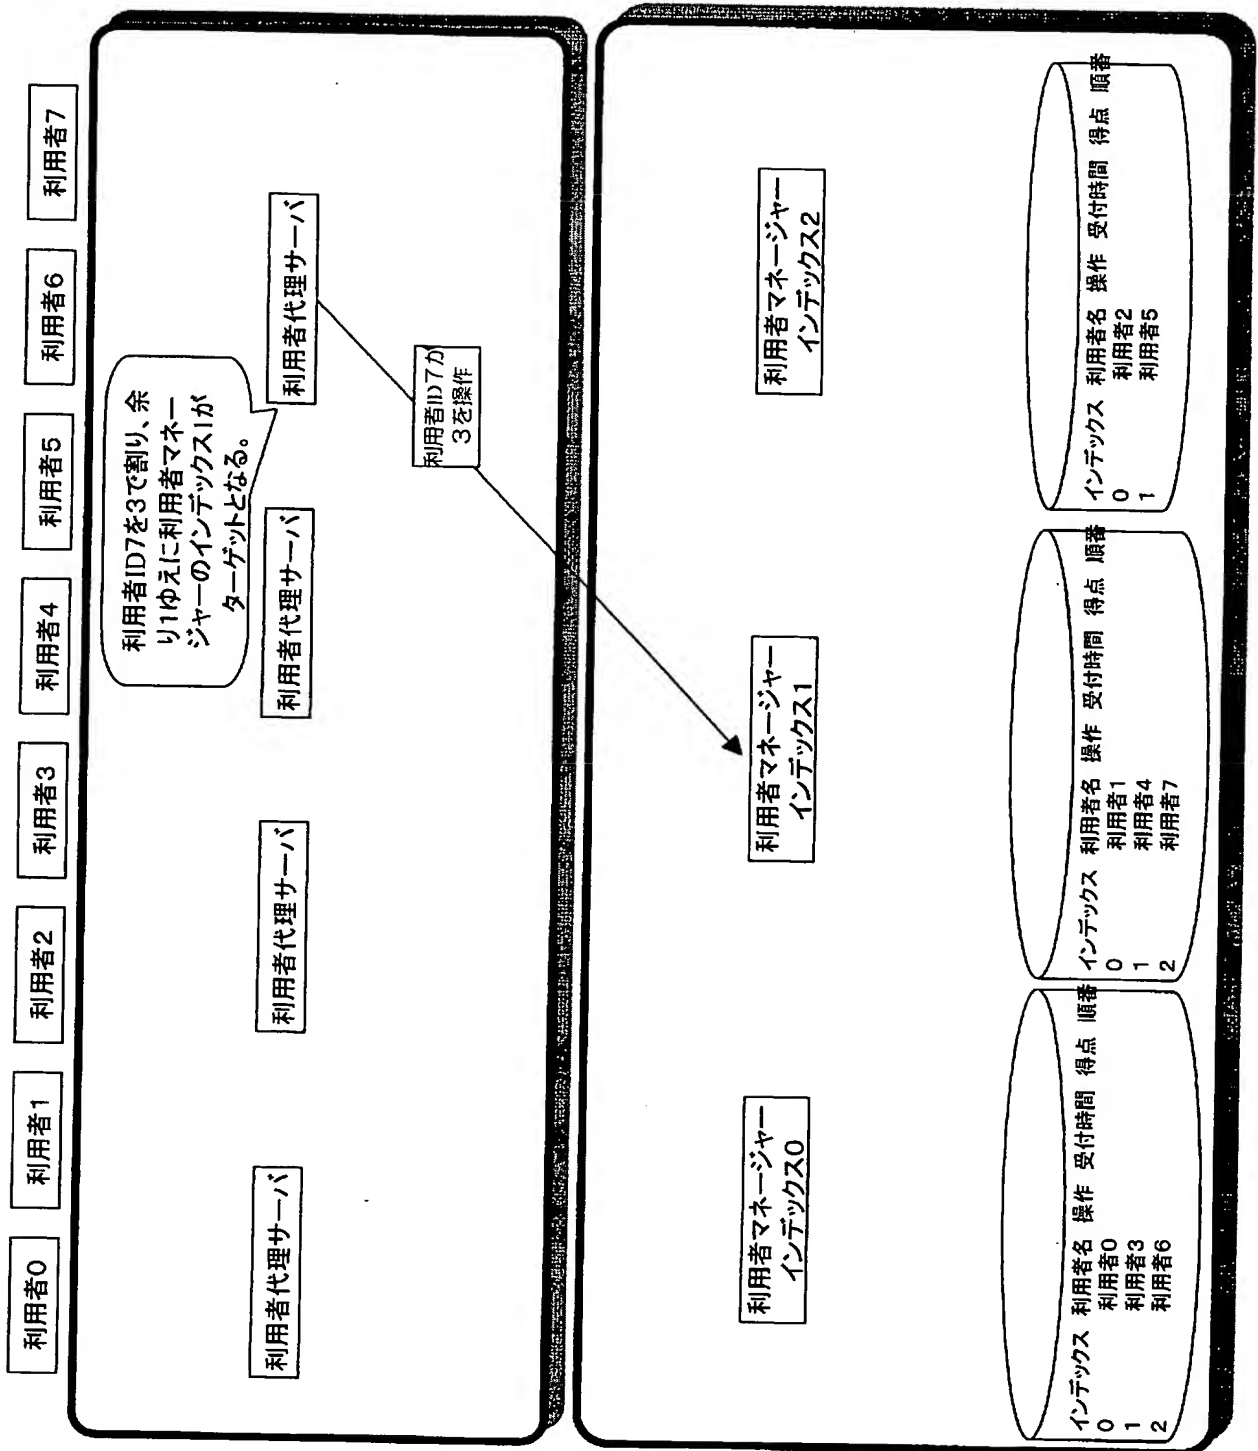 利用者0
利用者1
利用者2
利用者3
利用者4
利用者5
利用者6
利用者7
利用者ID7を3で割り、余
り1ゆえに利用者マネー
ジャーのインデックス1が
ターゲットとなる。
利用者代理サーバ
利用者代理サーバ
利用者代理サーバ
利用者代理サーバ
利用者ID7が
3を操作
利用者マネージャー
インデックス0
利用者マネージャー
インデックス1
利用者マネージャー
インデックス2
インデックス 利用者名 操作 受付時間 得点 順番
0 利用者0
1 利用者3
2 利用者6
インデックス 利用者名 操作 受付時間 得点 順番
0 利用者1
1 利用者4
2 利用者7
インデックス 利用者名 操作 受付時間 得点 順番
0 利用者2
1 利用者5